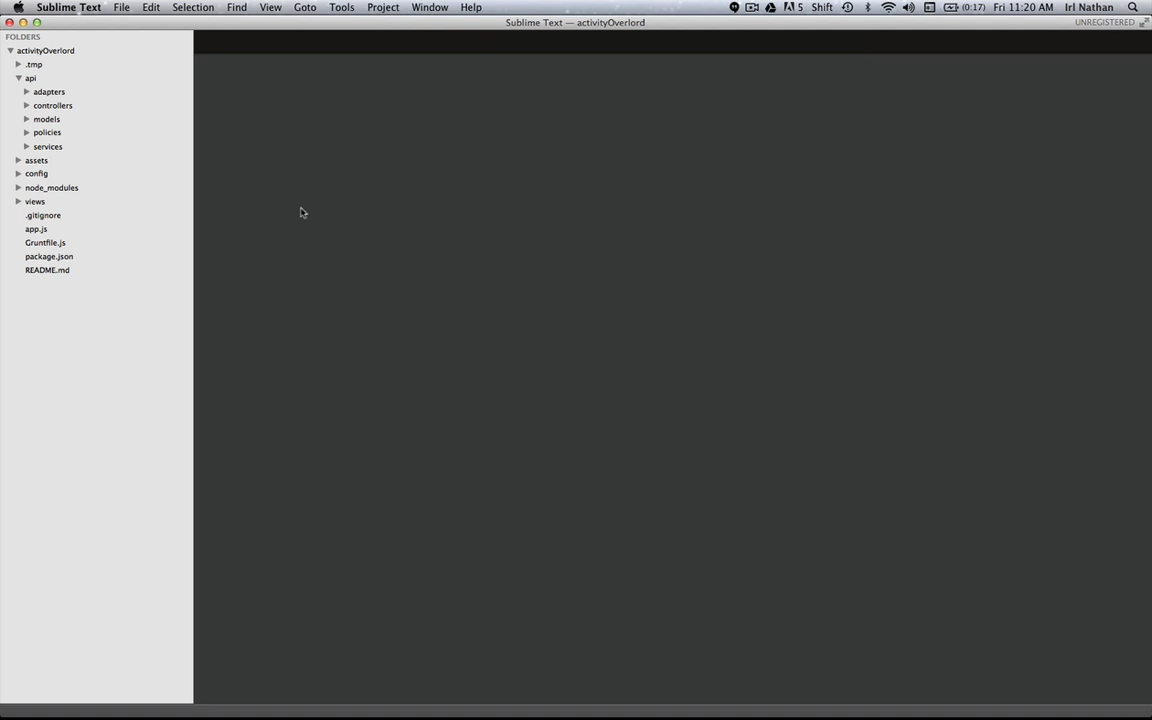 Sublime Text File Edit Selection Find View Goto Tools Project Window Help 5 Shift (0:17) Fri 11:20 AM Irl Nathan
Sublime Text — activityOverlord UNREGISTERED
FOLDERS
activityOverlord
.tmp
api
adapters
controllers
models
policies
services
assets
config
node_modules
views
.gitignore
app.js
Gruntfile.js
package.json
README.md